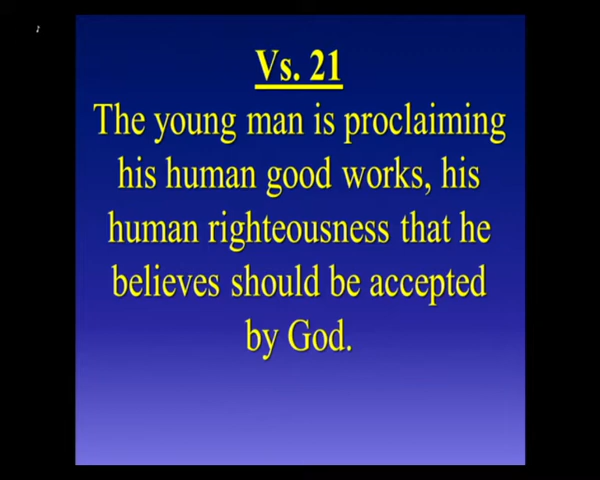 Vs. 21
The young man is proclaiming
his human good works, his
human righteousness that he
believes should be accepted
by God.